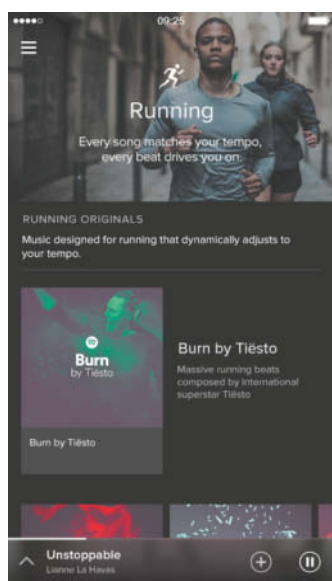 09:25
Running
Every song matches your tempo,
every beat drives you on.
RUNNING ORIGINALS
Music designed for running that dynamically adjusts to
your tempo.
Burn
by Tiësto
Burn by Tiësto
Massive running beats
composed by International
superstar Tiësto
Burn by Tiësto
Unstoppable
Lianne La Havas